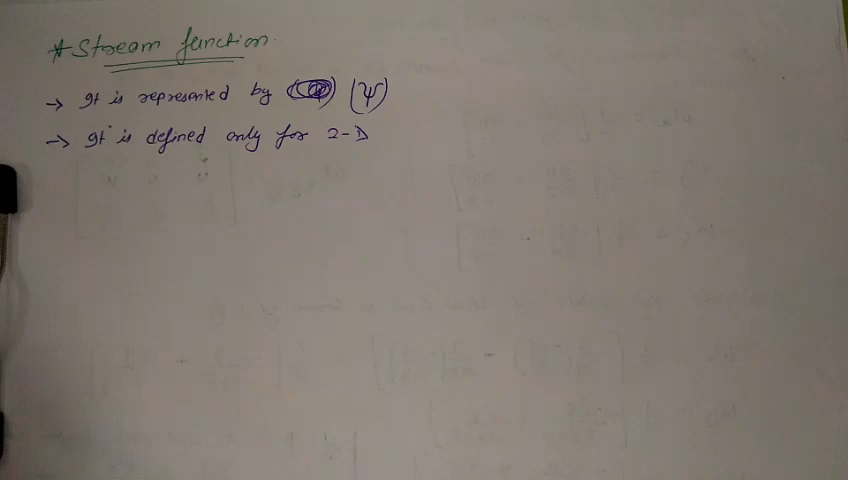 * Stream function.
→ It is represented by (ψ)
→ It is defined only for 2-D